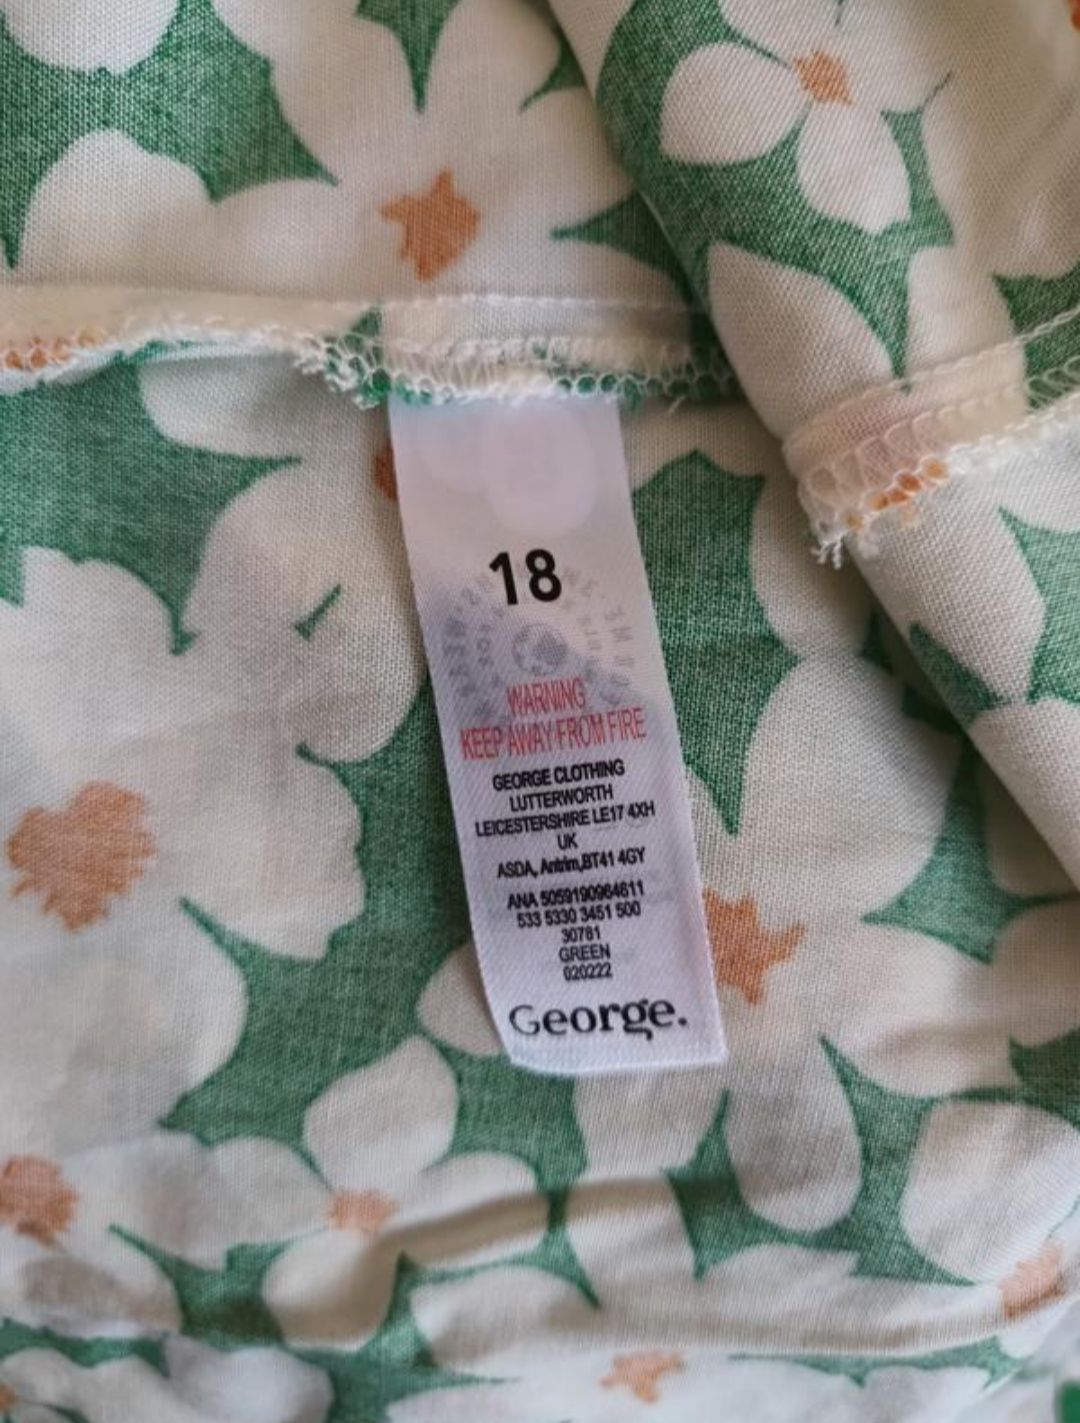 18
WARNING
KEEP AWAY FROM FIRE
GEORGE CLOTHING
LUTTERWORTH
LEICESTERSHIRE LE17 4XH
UK
ASDA, Antrim,BT41 4GY
ANA 5059190964611
533 5330 3451 500
30781
GREEN
020222
George.